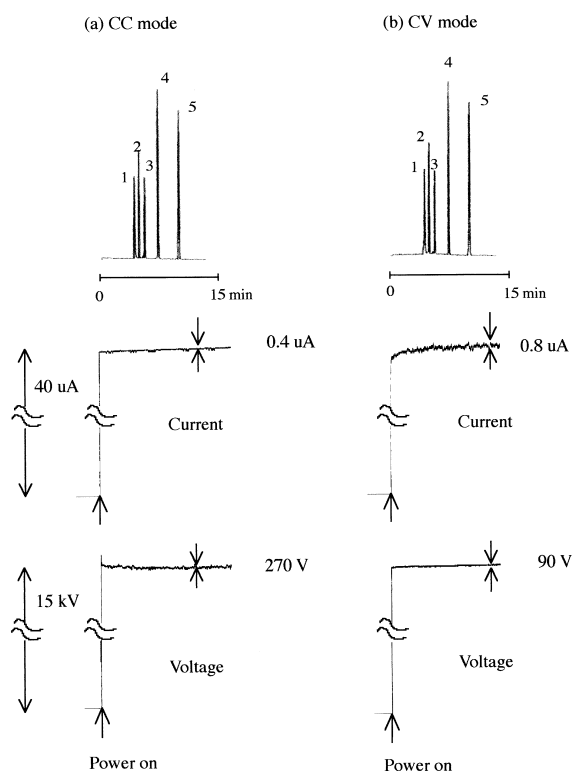 (a) CC mode
(b) CV mode
4
5
2
3
1
0
15 min
4
5
2
3
1
0
15 min
0.4 uA
0.8 uA
40 uA
Current
Current
270 V
90 V
15 kV
Voltage
Voltage
Power on
Power on